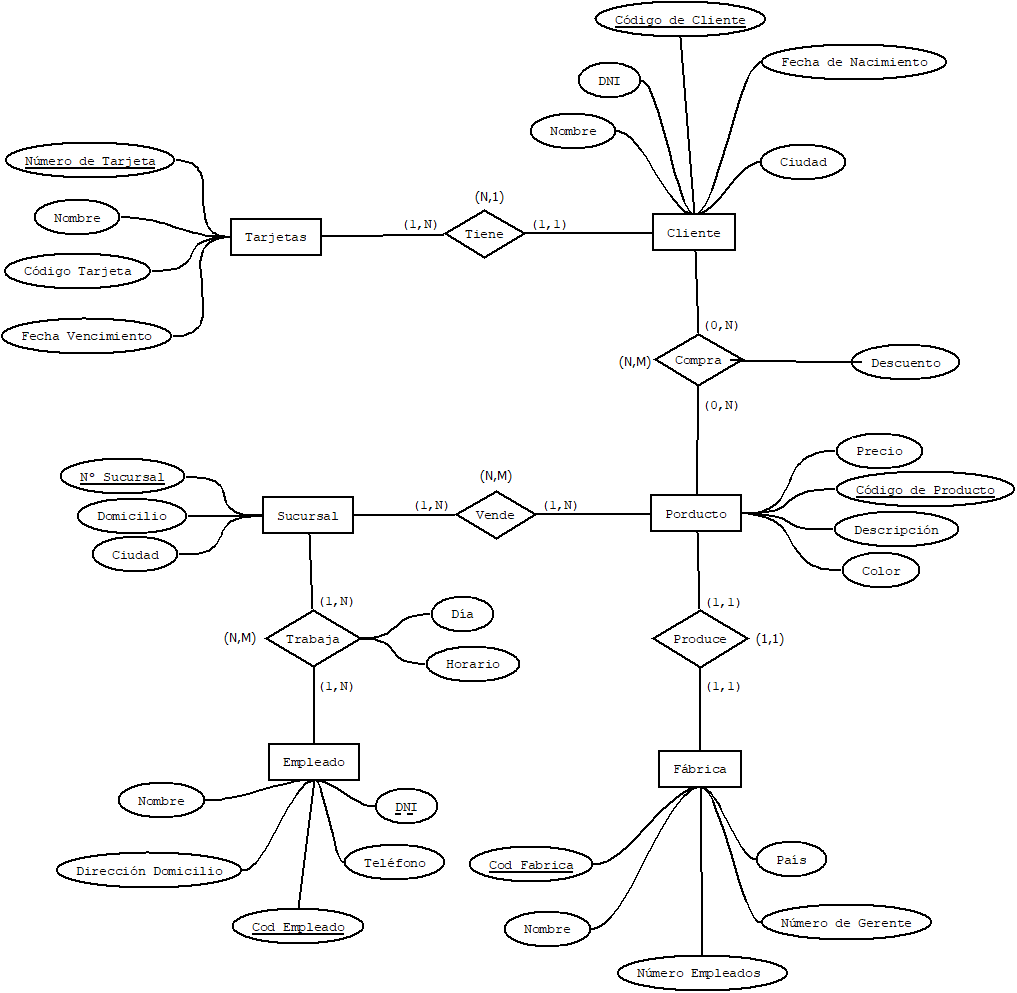 Código de Cliente
Fecha de Nacimiento
DNI
Nombre
Ciudad
Número de Tarjeta
Nombre
Código Tarjeta
Fecha Vencimiento
Tarjetas
(1,N)
(N,1)
Tiene
(1,1)
Cliente
(0,N)
(N,M)
Compra
Descuento
(0,N)
Nº Sucursal
Domicilio
Ciudad
Sucursal
(1,N)
(N,M)
Vende
(1,N)
Porducto
Precio
Código de Producto
Descripción
Color
(1,N)
(N,M)
Trabaja
Día
Horario
(1,N)
(1,1)
Produce
(1,1)
(1,1)
Empleado
Nombre
DNI
Dirección Domicilio
Teléfono
Cod Empleado
Fábrica
Cod Fabrica
País
Nombre
Número de Gerente
Número Empleados